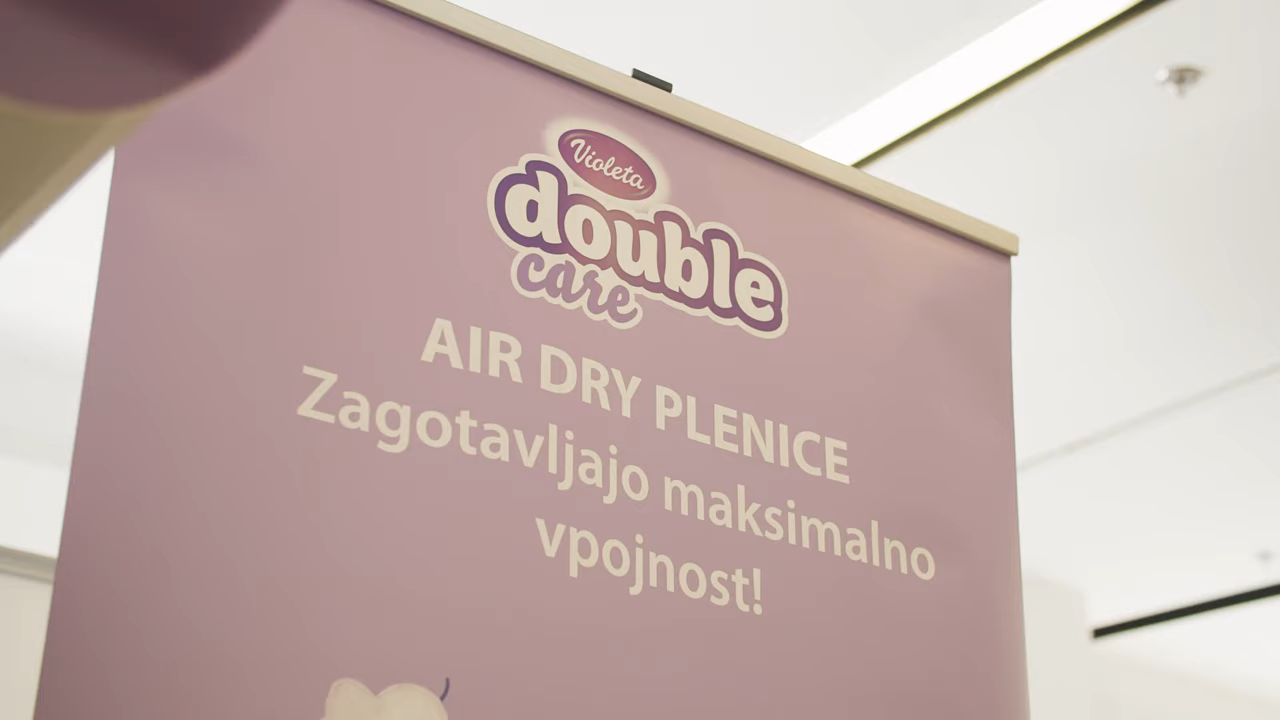 Violeta
double
care
AIR DRY PLENICE
Zagotavljajo maksimalno
vpojnost!